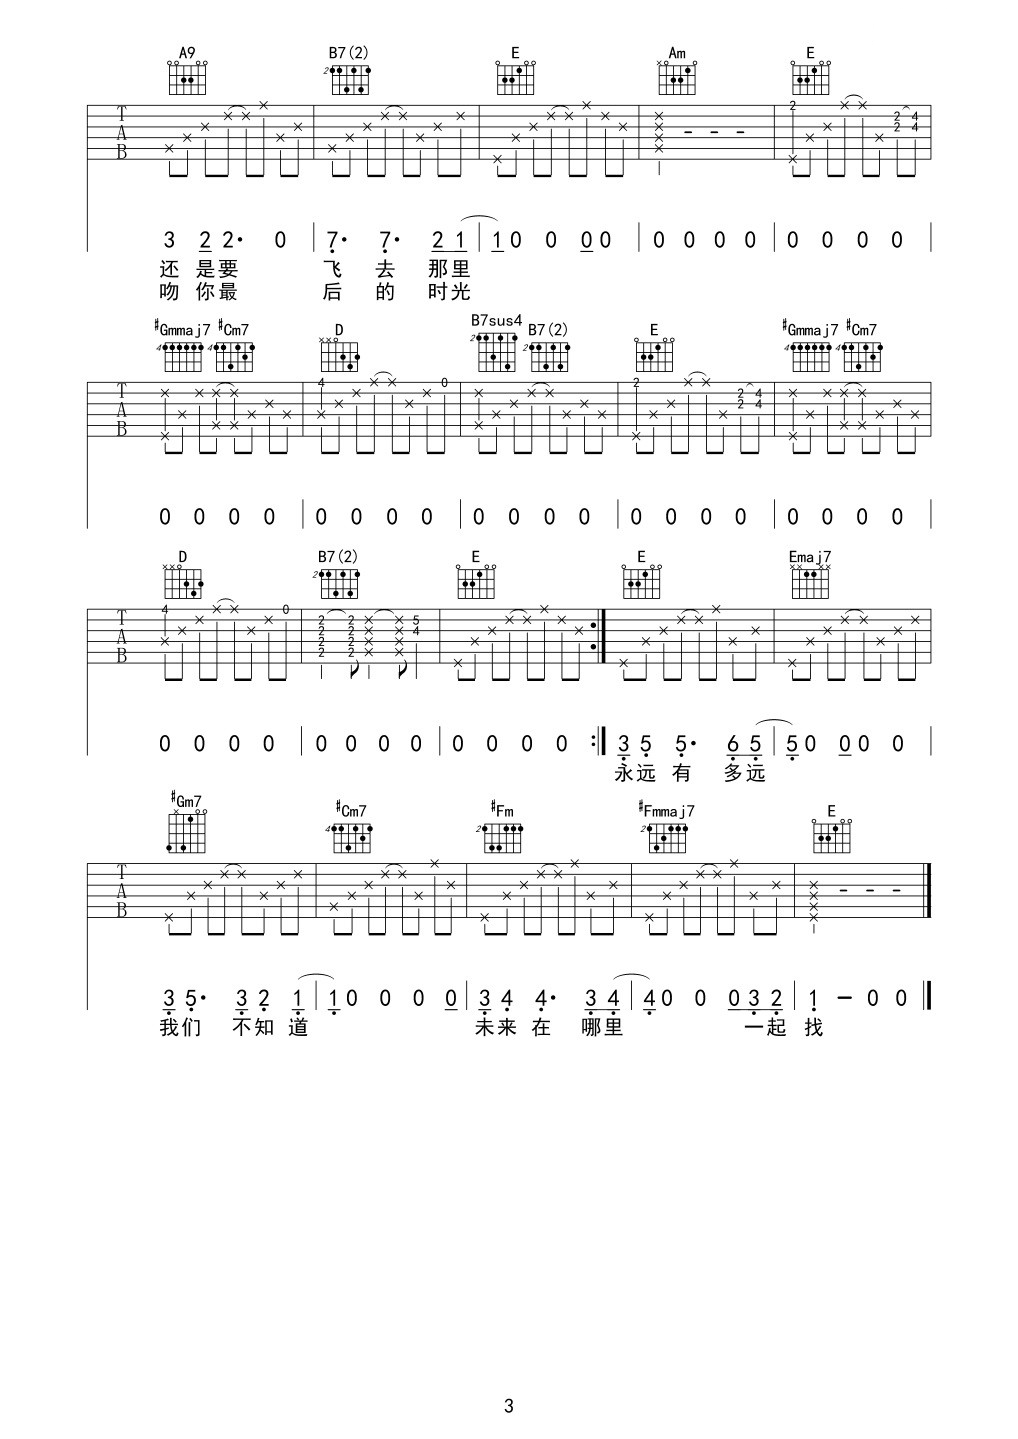 A9 B7(2) E Am E
2 2 4
2 4
T
A
B
3 2 2· 0 7· 7· 2 1 1 0 0 0 0 0 0 0 0 0 0 0 0
还 是 要 飞 去 那 里
吻 你 最 后 的 时 光
#Gmmaj7 #Cm7 D B7sus4 B7(2) E #Gmmaj7 #Cm7
4 0 2 2 4
2 4
T
A
B
0 0 0 0 0 0 0 0 0 0 0 0 0 0 0 0 0 0 0 0
D B7(2) E E Emaj7
4 0 2 2 5
2 2 4
2 2
2 2
T
A
B
0 0 0 0 0 0 0 0 0 0 0 0 3 5 5· 6 5 5 0 0 0 0
永 远 有 多 远
#Gm7 #Cm7 #Fm #Fmmaj7 E
T
A
B
3 5· 3 2 1 1 0 0 0 0 3 4 4· 3 4 4 0 0 0 3 2 1 — 0 0
我 们 不 知 道 未 来 在 哪 里 一 起 找
3